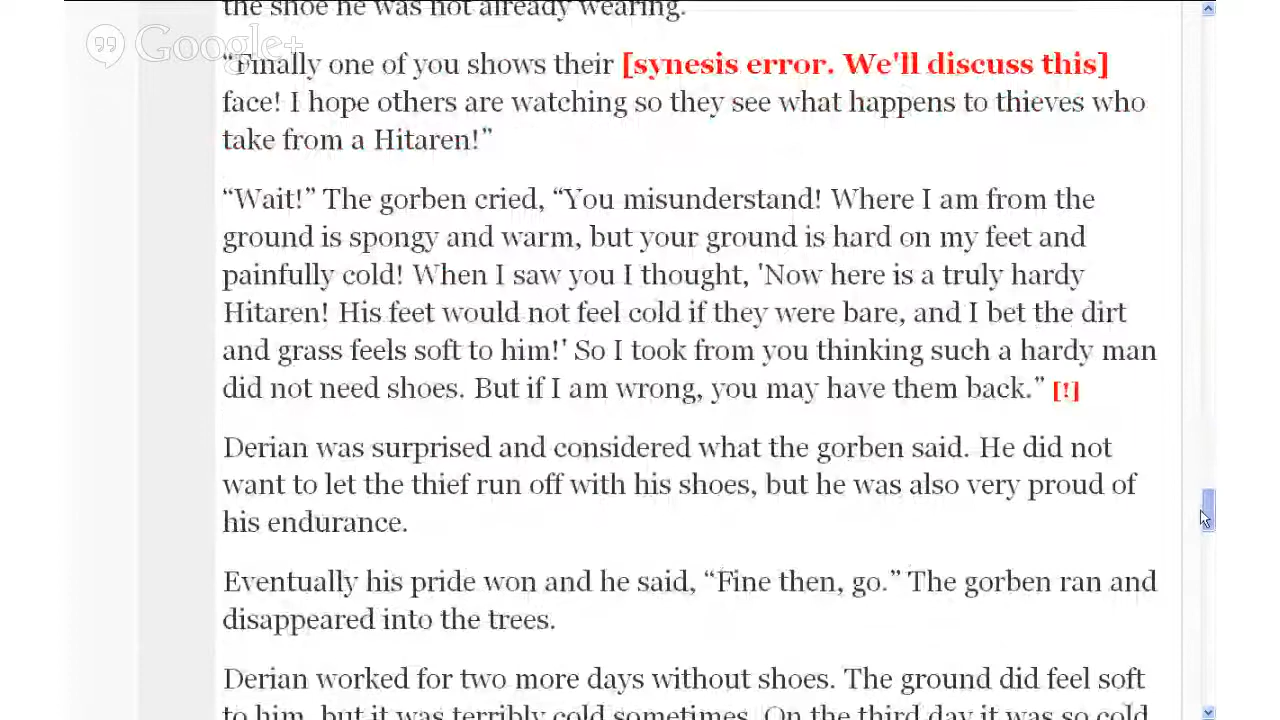 the shoe he was not already wearing.
Google+
“Finally one of you shows their [synesis error. We'll discuss this]
face! I hope others are watching so they see what happens to thieves who
take from a Hitaren!”
“Wait!” The gorben cried, “You misunderstand! Where I am from the
ground is spongy and warm, but your ground is hard on my feet and
painfully cold! When I saw you I thought, 'Now here is a truly hardy
Hitaren! His feet would not feel cold if they were bare, and I bet the dirt
and grass feels soft to him!' So I took from you thinking such a hardy man
did not need shoes. But if I am wrong, you may have them back.” [!]
Derian was surprised and considered what the gorben said. He did not
want to let the thief run off with his shoes, but he was also very proud of
his endurance.
Eventually his pride won and he said, “Fine then, go.” The gorben ran and
disappeared into the trees.
Derian worked for two more days without shoes. The ground did feel soft
to him, but it was terribly cold sometimes. On the third day it was so cold